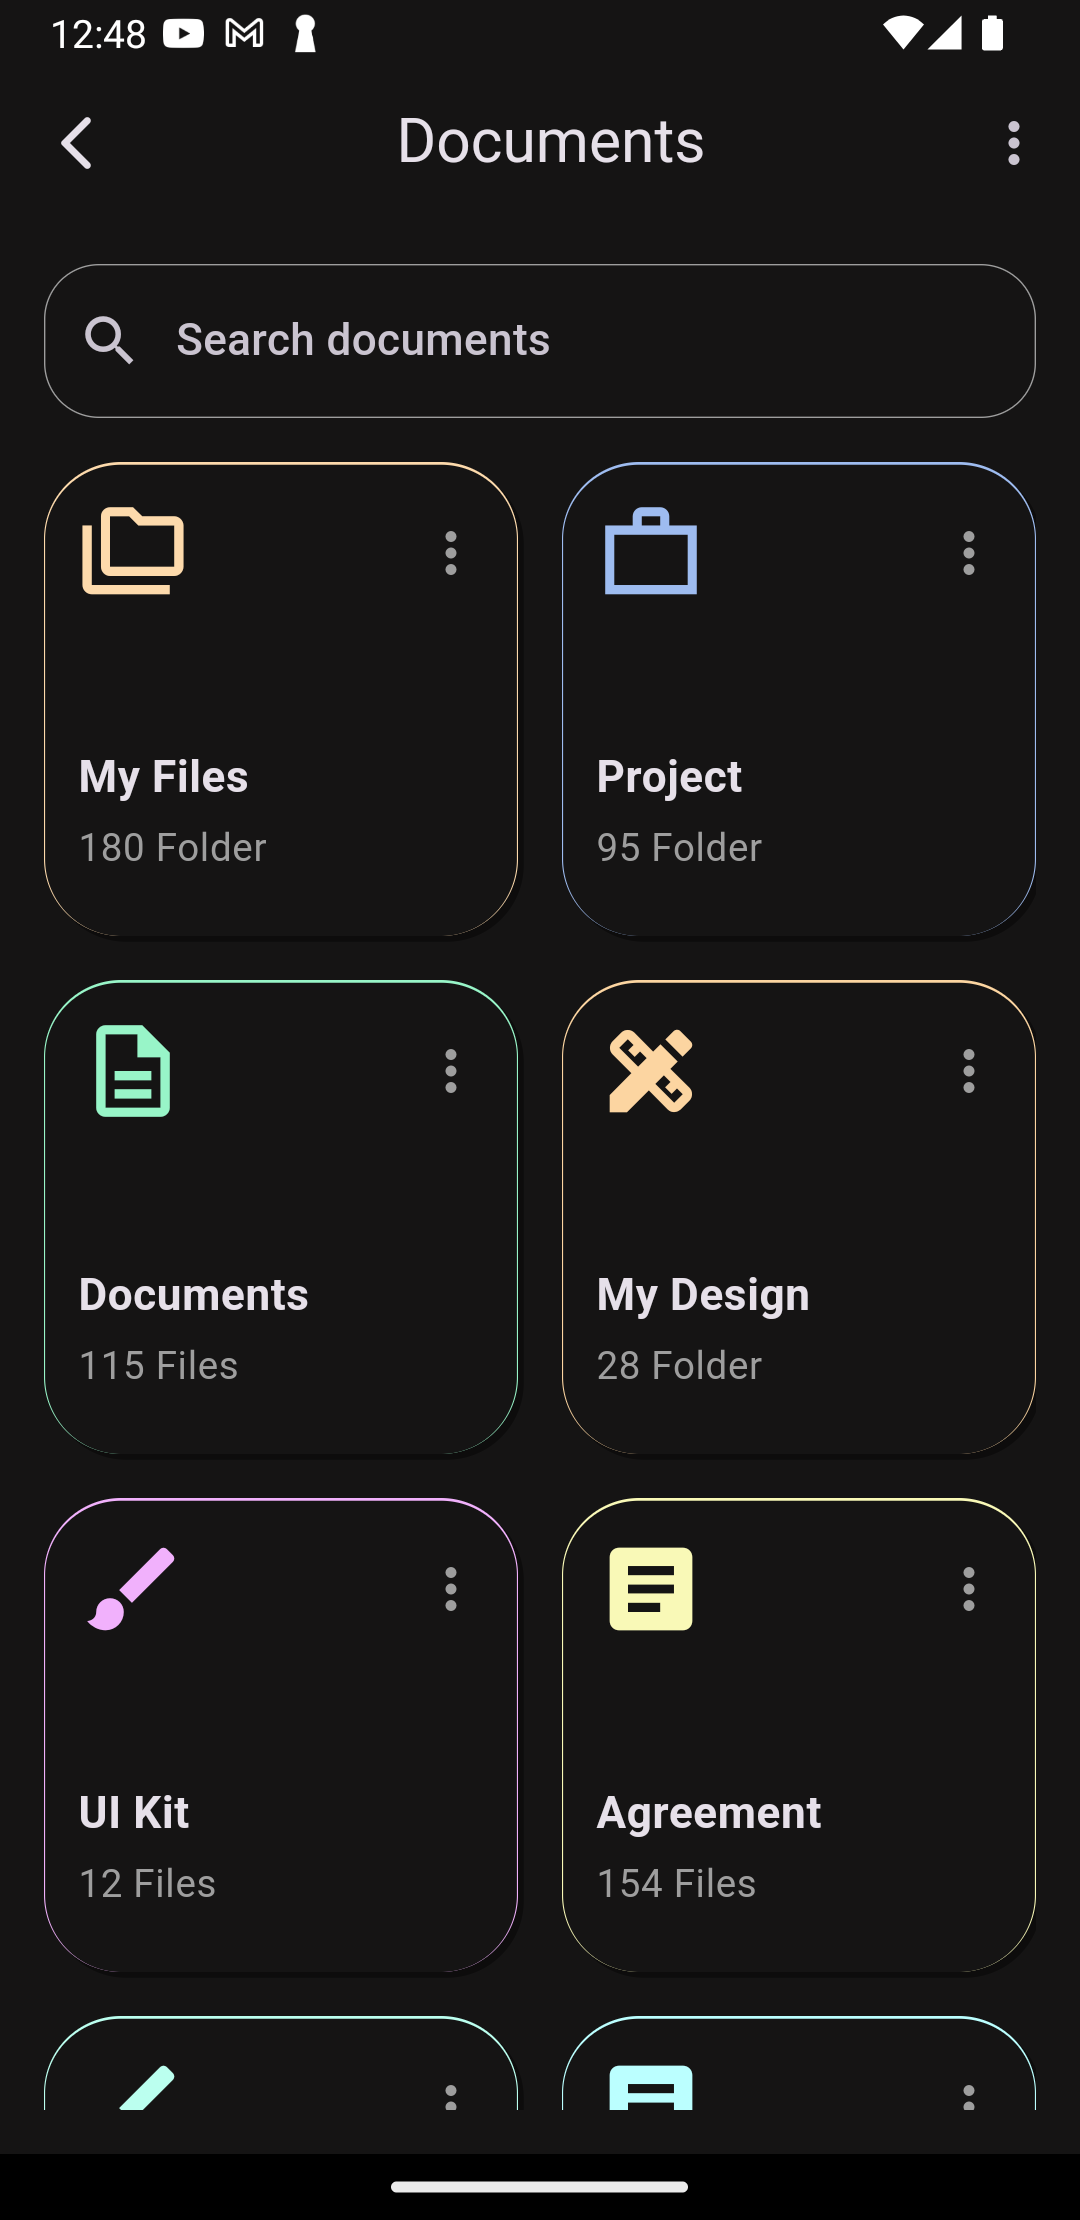 12:48
Documents
Search documents
My Files
180 Folder
Project
95 Folder
Documents
115 Files
My Design
28 Folder
UI Kit
12 Files
Agreement
154 Files